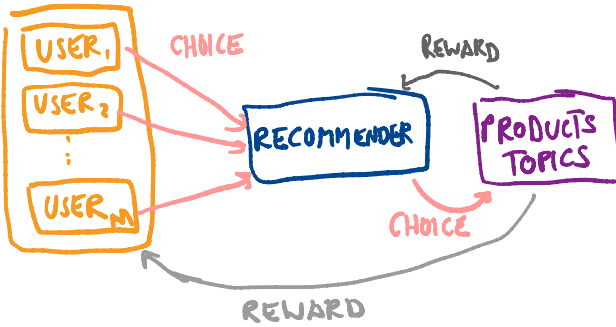 USER1
CHOICE
REWARD
USER2
RECOMMENDER
PRODUCTS
TOPICS
USERM
CHOICE
REWARD